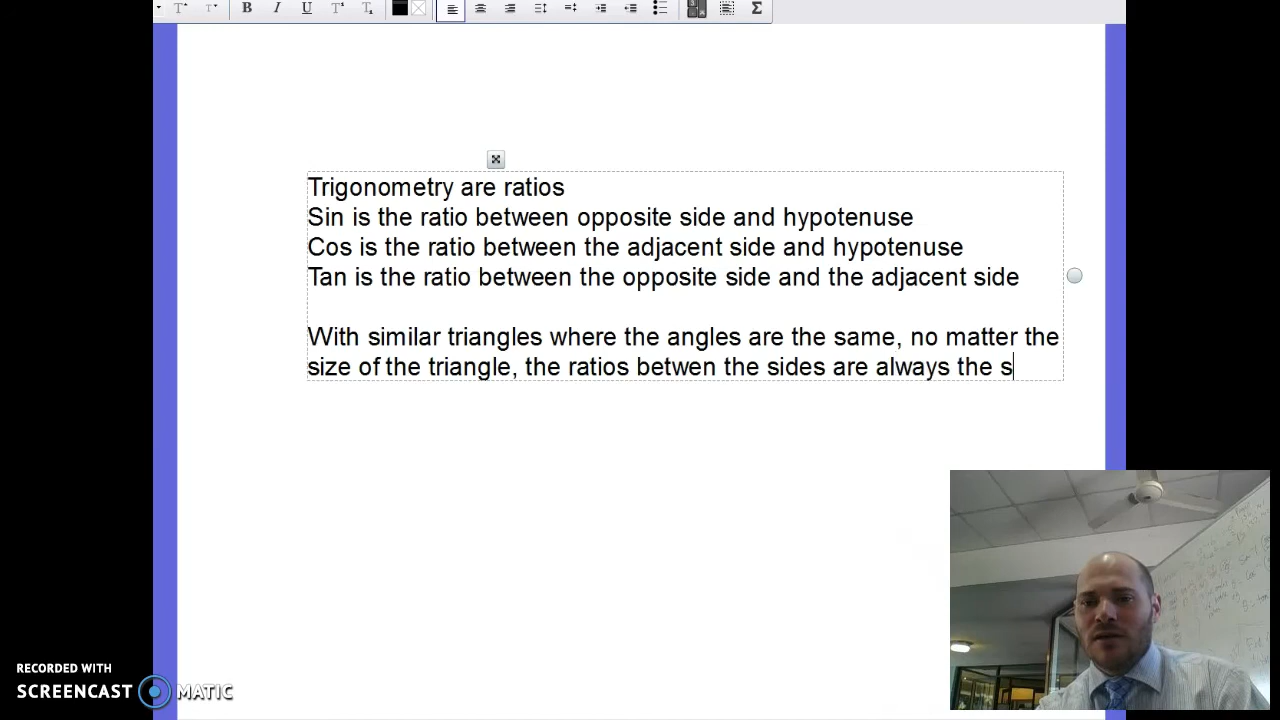 Trigonometry are ratios
Sin is the ratio between opposite side and hypotenuse
Cos is the ratio between the adjacent side and hypotenuse
Tan is the ratio between the opposite side and the adjacent side
With similar triangles where the angles are the same, no matter the
size of the triangle, the ratios betwen the sides are always the s
RECORDED WITH
SCREENCAST MATIC